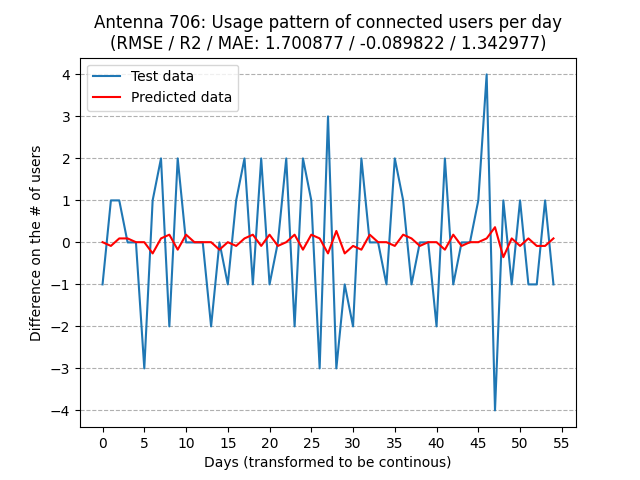 Antenna 706: Usage pattern of connected users per day
(RMSE / R2 / MAE: 1.700877 / -0.089822 / 1.342977)
Test data
Predicted data
Difference on the # of users
4
3
2
1
0
−1
−2
−3
−4
0 5 10 15 20 25 30 35 40 45 50 55
Days (transformed to be continous)